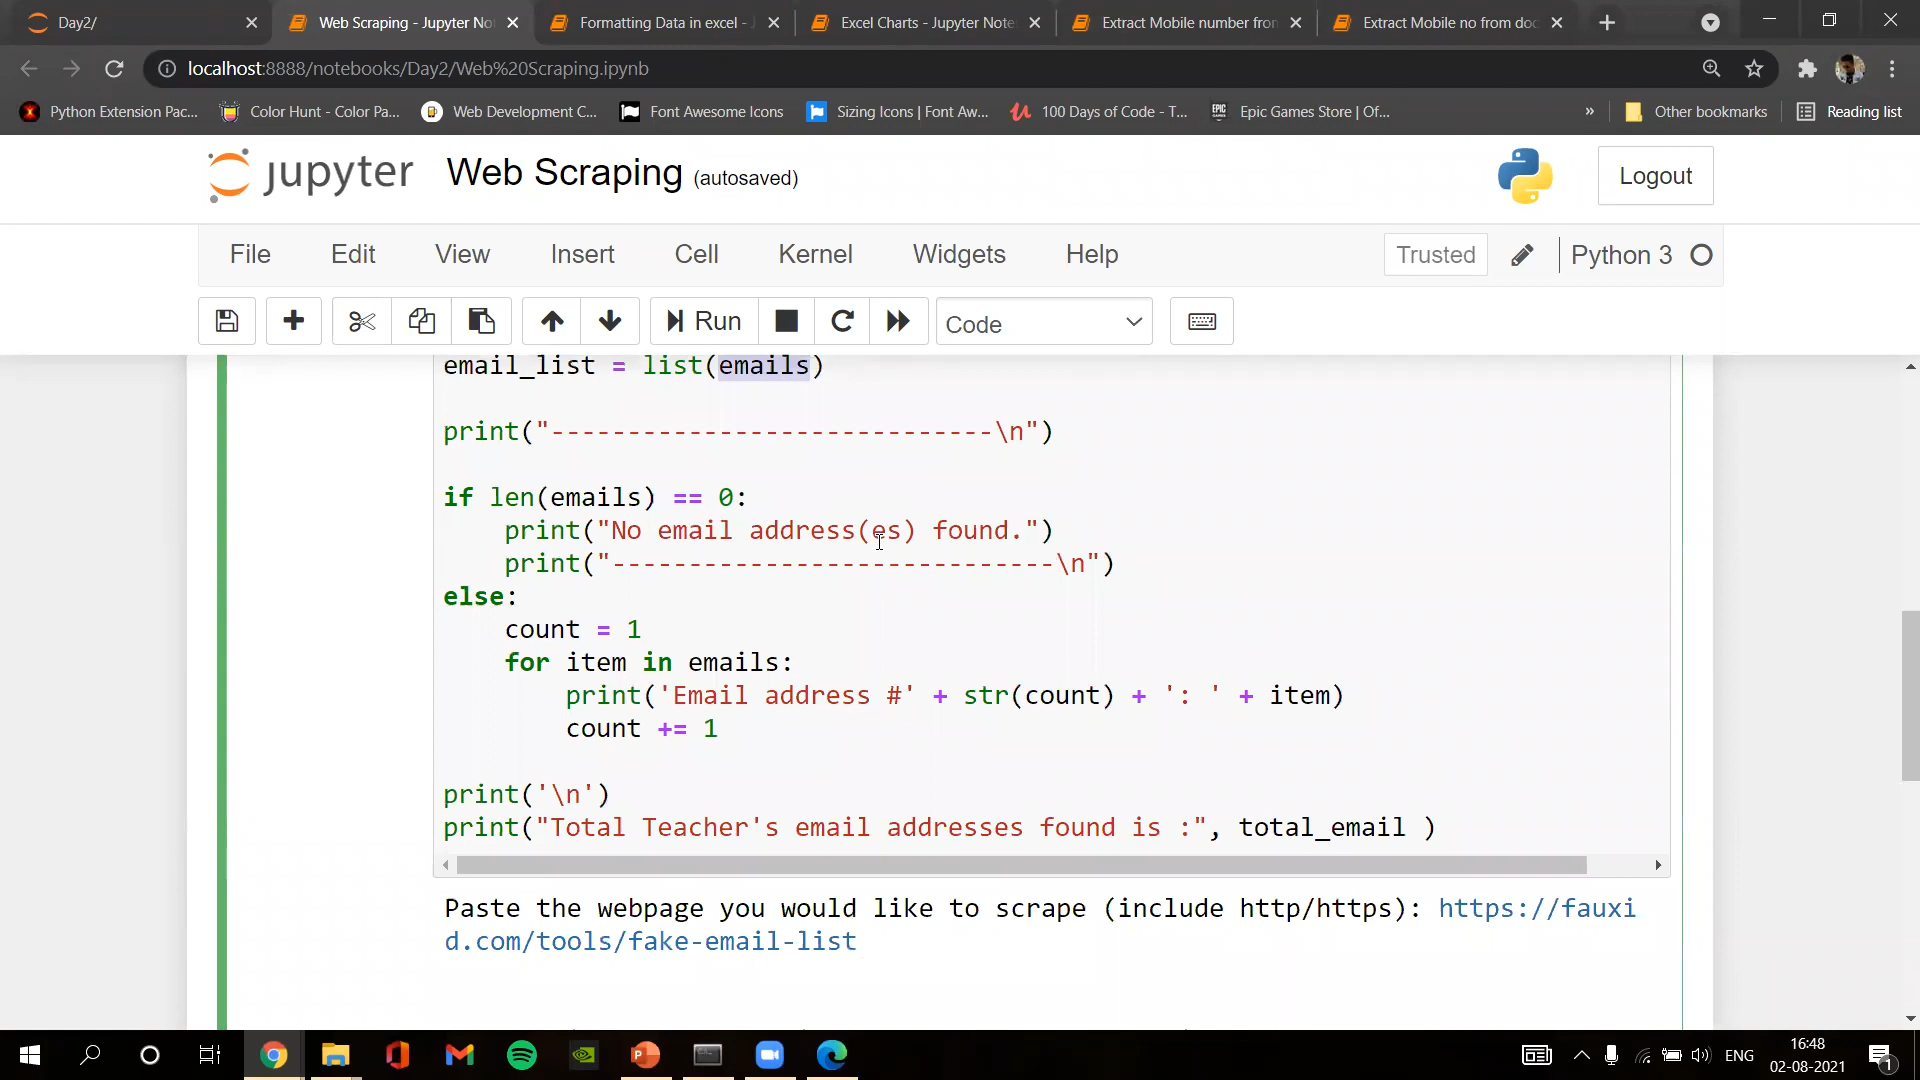 Day2/
Web Scraping - Jupyter No
Formatting Data in excel -
Excel Charts - Jupyter Note
Extract Mobile number from
Extract Mobile no from doc
localhost:8888/notebooks/Day2/Web%20Scraping.ipynb
Python Extension Pac...
Color Hunt - Color Pa...
Web Development C...
Font Awesome Icons
Sizing Icons | Font Aw...
100 Days of Code - T...
Epic Games Store | Of...
»
Other bookmarks
Reading list
jupyter
Web Scraping (autosaved)
Logout
File Edit View Insert Cell Kernel Widgets Help
Trusted
Python 3
Run
Code
email_list = list(emails)
print("-----------------------------\n")
if len(emails) == 0:
print("No email address(es) found.")
print("-----------------------------\n")
else:
count = 1
for item in emails:
print('Email address #' + str(count) + ': ' + item)
count += 1
print('\n')
print("Total Teacher's email addresses found is :", total_email )
Paste the webpage you would like to scrape (include http/https): https://fauxi
d.com/tools/fake-email-list
ENG
16:48
02-08-2021
1